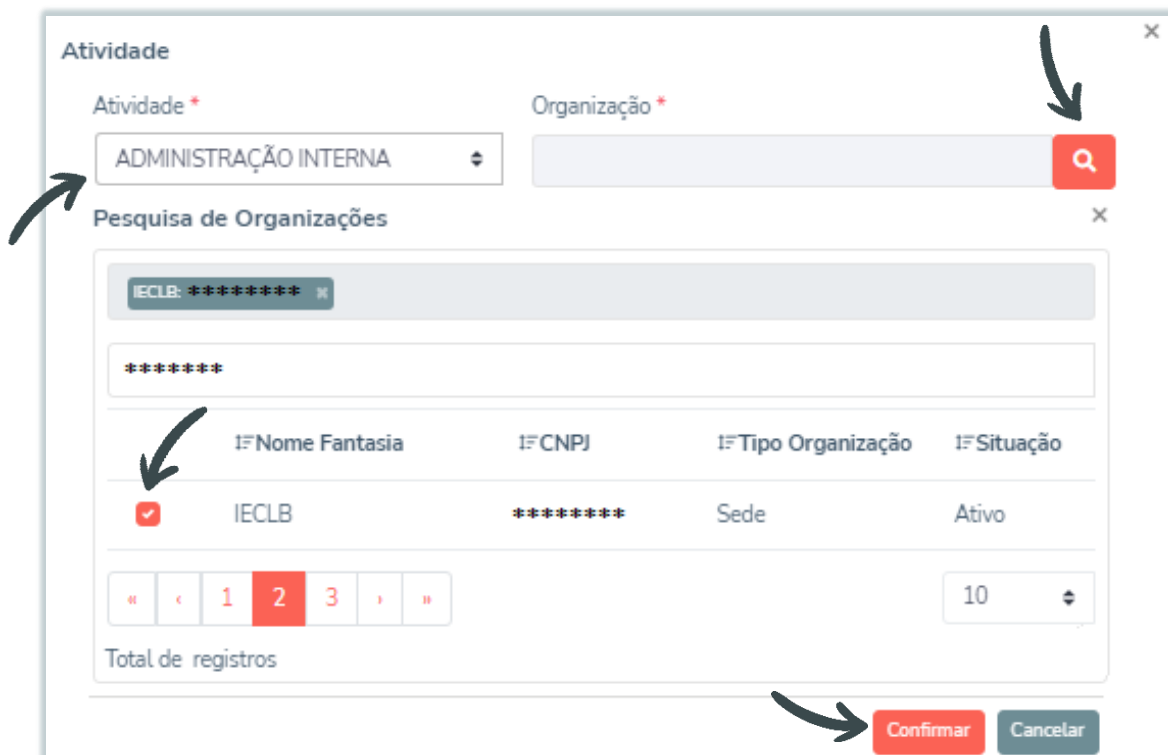 Atividade ×
Atividade * Organização *
ADMINISTRAÇÃO INTERNA
Pesquisa de Organizações ×
IECLB: ******** ×
*******
Nome Fantasia CNPJ Tipo Organização Situação
IECLB ******** Sede Ativo
« ‹ 1 2 3 › » 10
Total de registros
Confirmar Cancelar